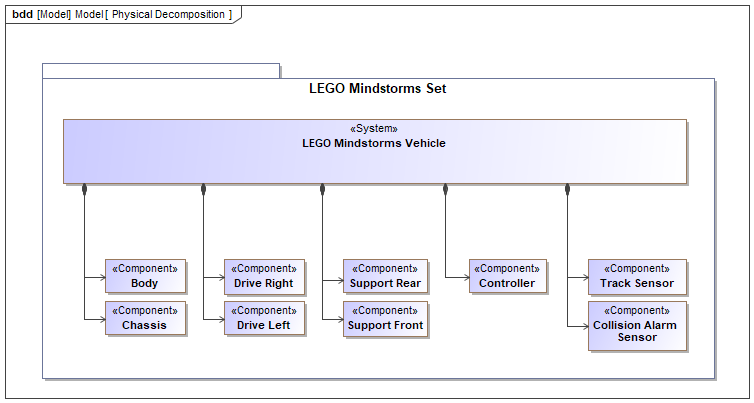 bdd [Model] Model [ Physical Decomposition ]
LEGO Mindstorms Set
«System»
LEGO Mindstorms Vehicle
«Component»
Body
«Component»
Drive Right
«Component»
Support Rear
«Component»
Controller
«Component»
Track Sensor
«Component»
Chassis
«Component»
Drive Left
«Component»
Support Front
«Component»
Collision Alarm
Sensor